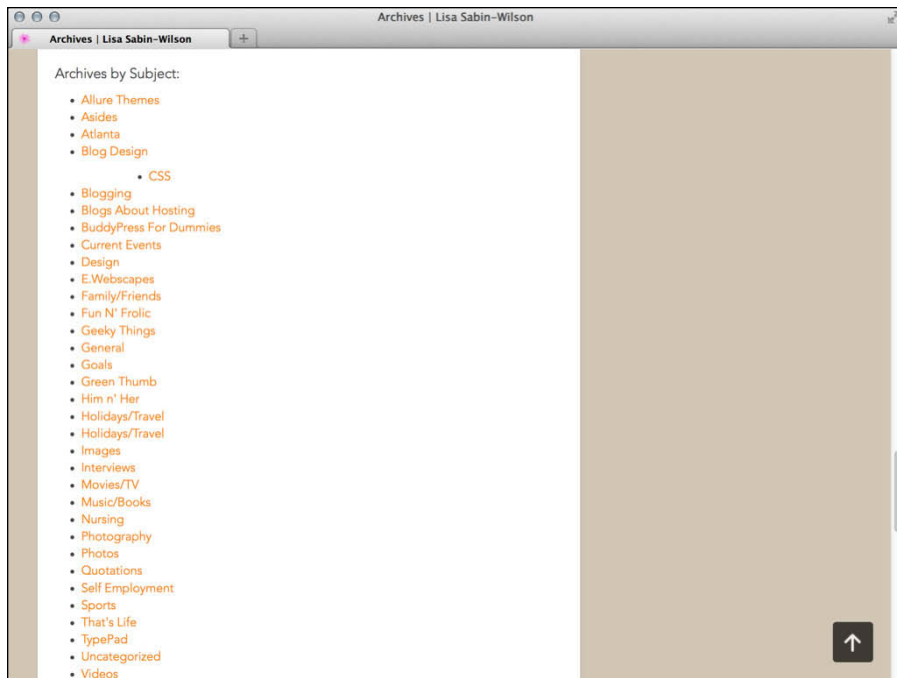 Archives | Lisa Sabin-Wilson
Archives | Lisa Sabin-Wilson
Archives by Subject:
Allure Themes
Asides
Atlanta
Blog Design
CSS
Blogging
Blogs About Hosting
BuddyPress For Dummies
Current Events
Design
E.Webscapes
Family/Friends
Fun N' Frolic
Geeky Things
General
Goals
Green Thumb
Him n' Her
Holidays/Travel
Holidays/Travel
Images
Interviews
Movies/TV
Music/Books
Nursing
Photography
Photos
Quotations
Self Employment
Sports
That's Life
TypePad
Uncategorized
Videos